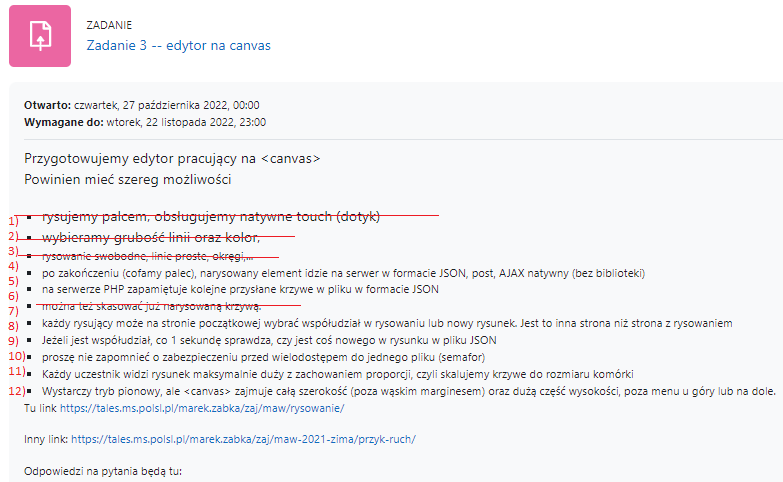 ZADANIE
Zadanie 3 -- edytor na canvas
Otwarto: czwartek, 27 października 2022, 00:00
Wymagane do: wtorek, 22 listopada 2022, 23:00
Przygotowujemy edytor pracujący na <canvas>
Powinien mieć szereg możliwości
1) ▪ rysujemy palcem, obsługujemy natywne touch (dotyk)
2) ▪ wybieramy grubość linii oraz kolor,
3) ▪ rysowanie swobodne, linie proste, okręgi,...
4) ▪ po zakończeniu (cofamy palec), narysowany element idzie na serwer w formacie JSON, post, AJAX natywny (bez biblioteki)
5) ▪ na serwerze PHP zapamiętuje kolejne przysłane krzywe w pliku w formacie JSON
6) ▪ można też skasować już narysowaną krzywą.
7) ▪ każdy rysujący może na stronie początkowej wybrać współudział w rysowaniu lub nowy rysunek. Jest to inna strona niż strona z rysowaniem
8) ▪ Jeżeli jest współudział, co 1 sekundę sprawdza, czy jest coś nowego w rysunku w pliku JSON
9) ▪ proszę nie zapomnieć o zabezpieczeniu przed wielodostępem do jednego pliku (semafor)
10) ▪ Każdy uczestnik widzi rysunek maksymalnie duży z zachowaniem proporcji, czyli skalujemy krzywe do rozmiaru komórki
11) ▪ Wystarczy tryb pionowy, ale <canvas> zajmuje całą szerokość (poza wąskim marginesem) oraz dużą część wysokości, poza menu u góry lub na dole.
12)
Tu link https://tales.ms.polsl.pl/marek.zabka/zaj/maw/rysowanie/
Inny link: https://tales.ms.polsl.pl/marek.zabka/zaj/maw-2021-zima/przyk-ruch/
Odpowiedzi na pytania będą tu: